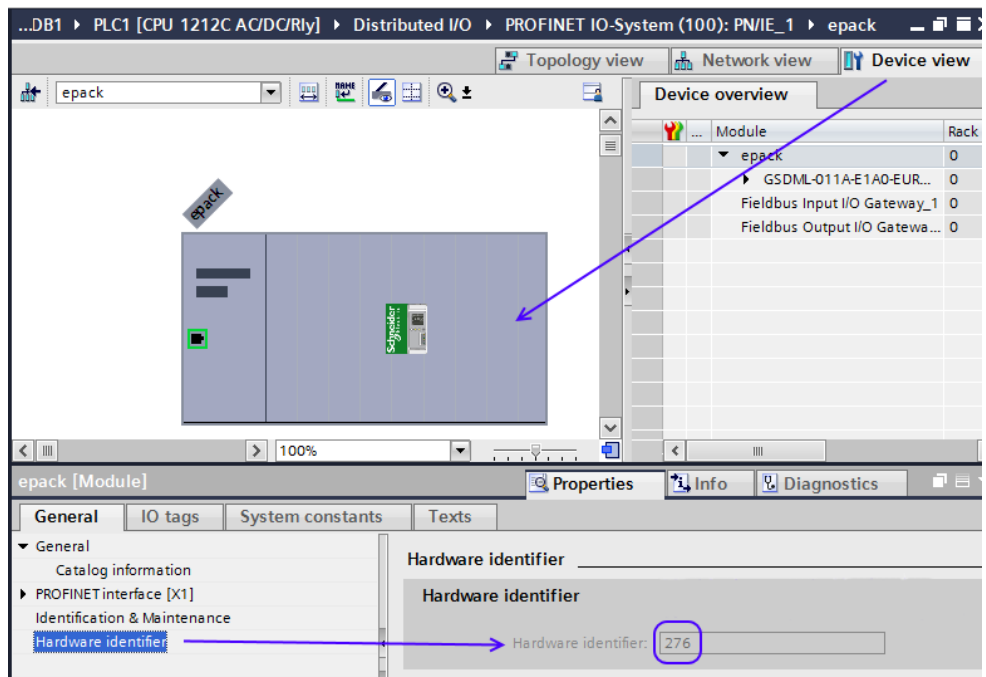 ...DB1 ▸ PLC1 [CPU 1212C AC/DC/Rly] ▸ Distributed I/O ▸ PROFINET IO-System (100): PN/IE_1 ▸ epack
Topology view Network view Device view
epack
Device overview
... Module Rack
epack 0
GSDML-011A-E1A0-EUR... 0
Fieldbus Input I/O Gateway_1 0
Fieldbus Output I/O Gatewa... 0
epack
Schneider
100%
epack [Module]
Properties Info Diagnostics
General IO tags System constants Texts
General
Catalog information
PROFINET interface [X1]
Identification & Maintenance
Hardware identifier
Hardware identifier
Hardware identifier
Hardware identifier: 276